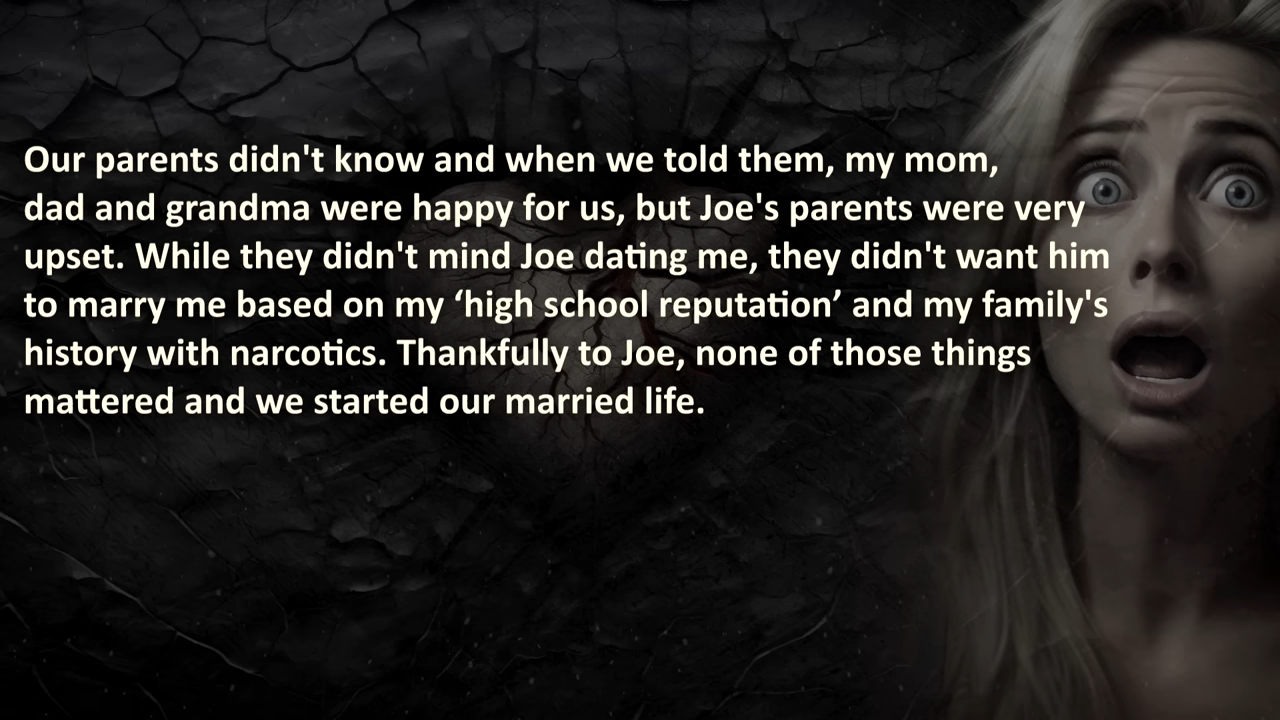 Our parents didn't know and when we told them, my mom,
dad and grandma were happy for us, but Joe's parents were very
upset. While they didn't mind Joe dating me, they didn't want him
to marry me based on my ‘high school reputation’ and my family's
history with narcotics. Thankfully to Joe, none of those things
mattered and we started our married life.